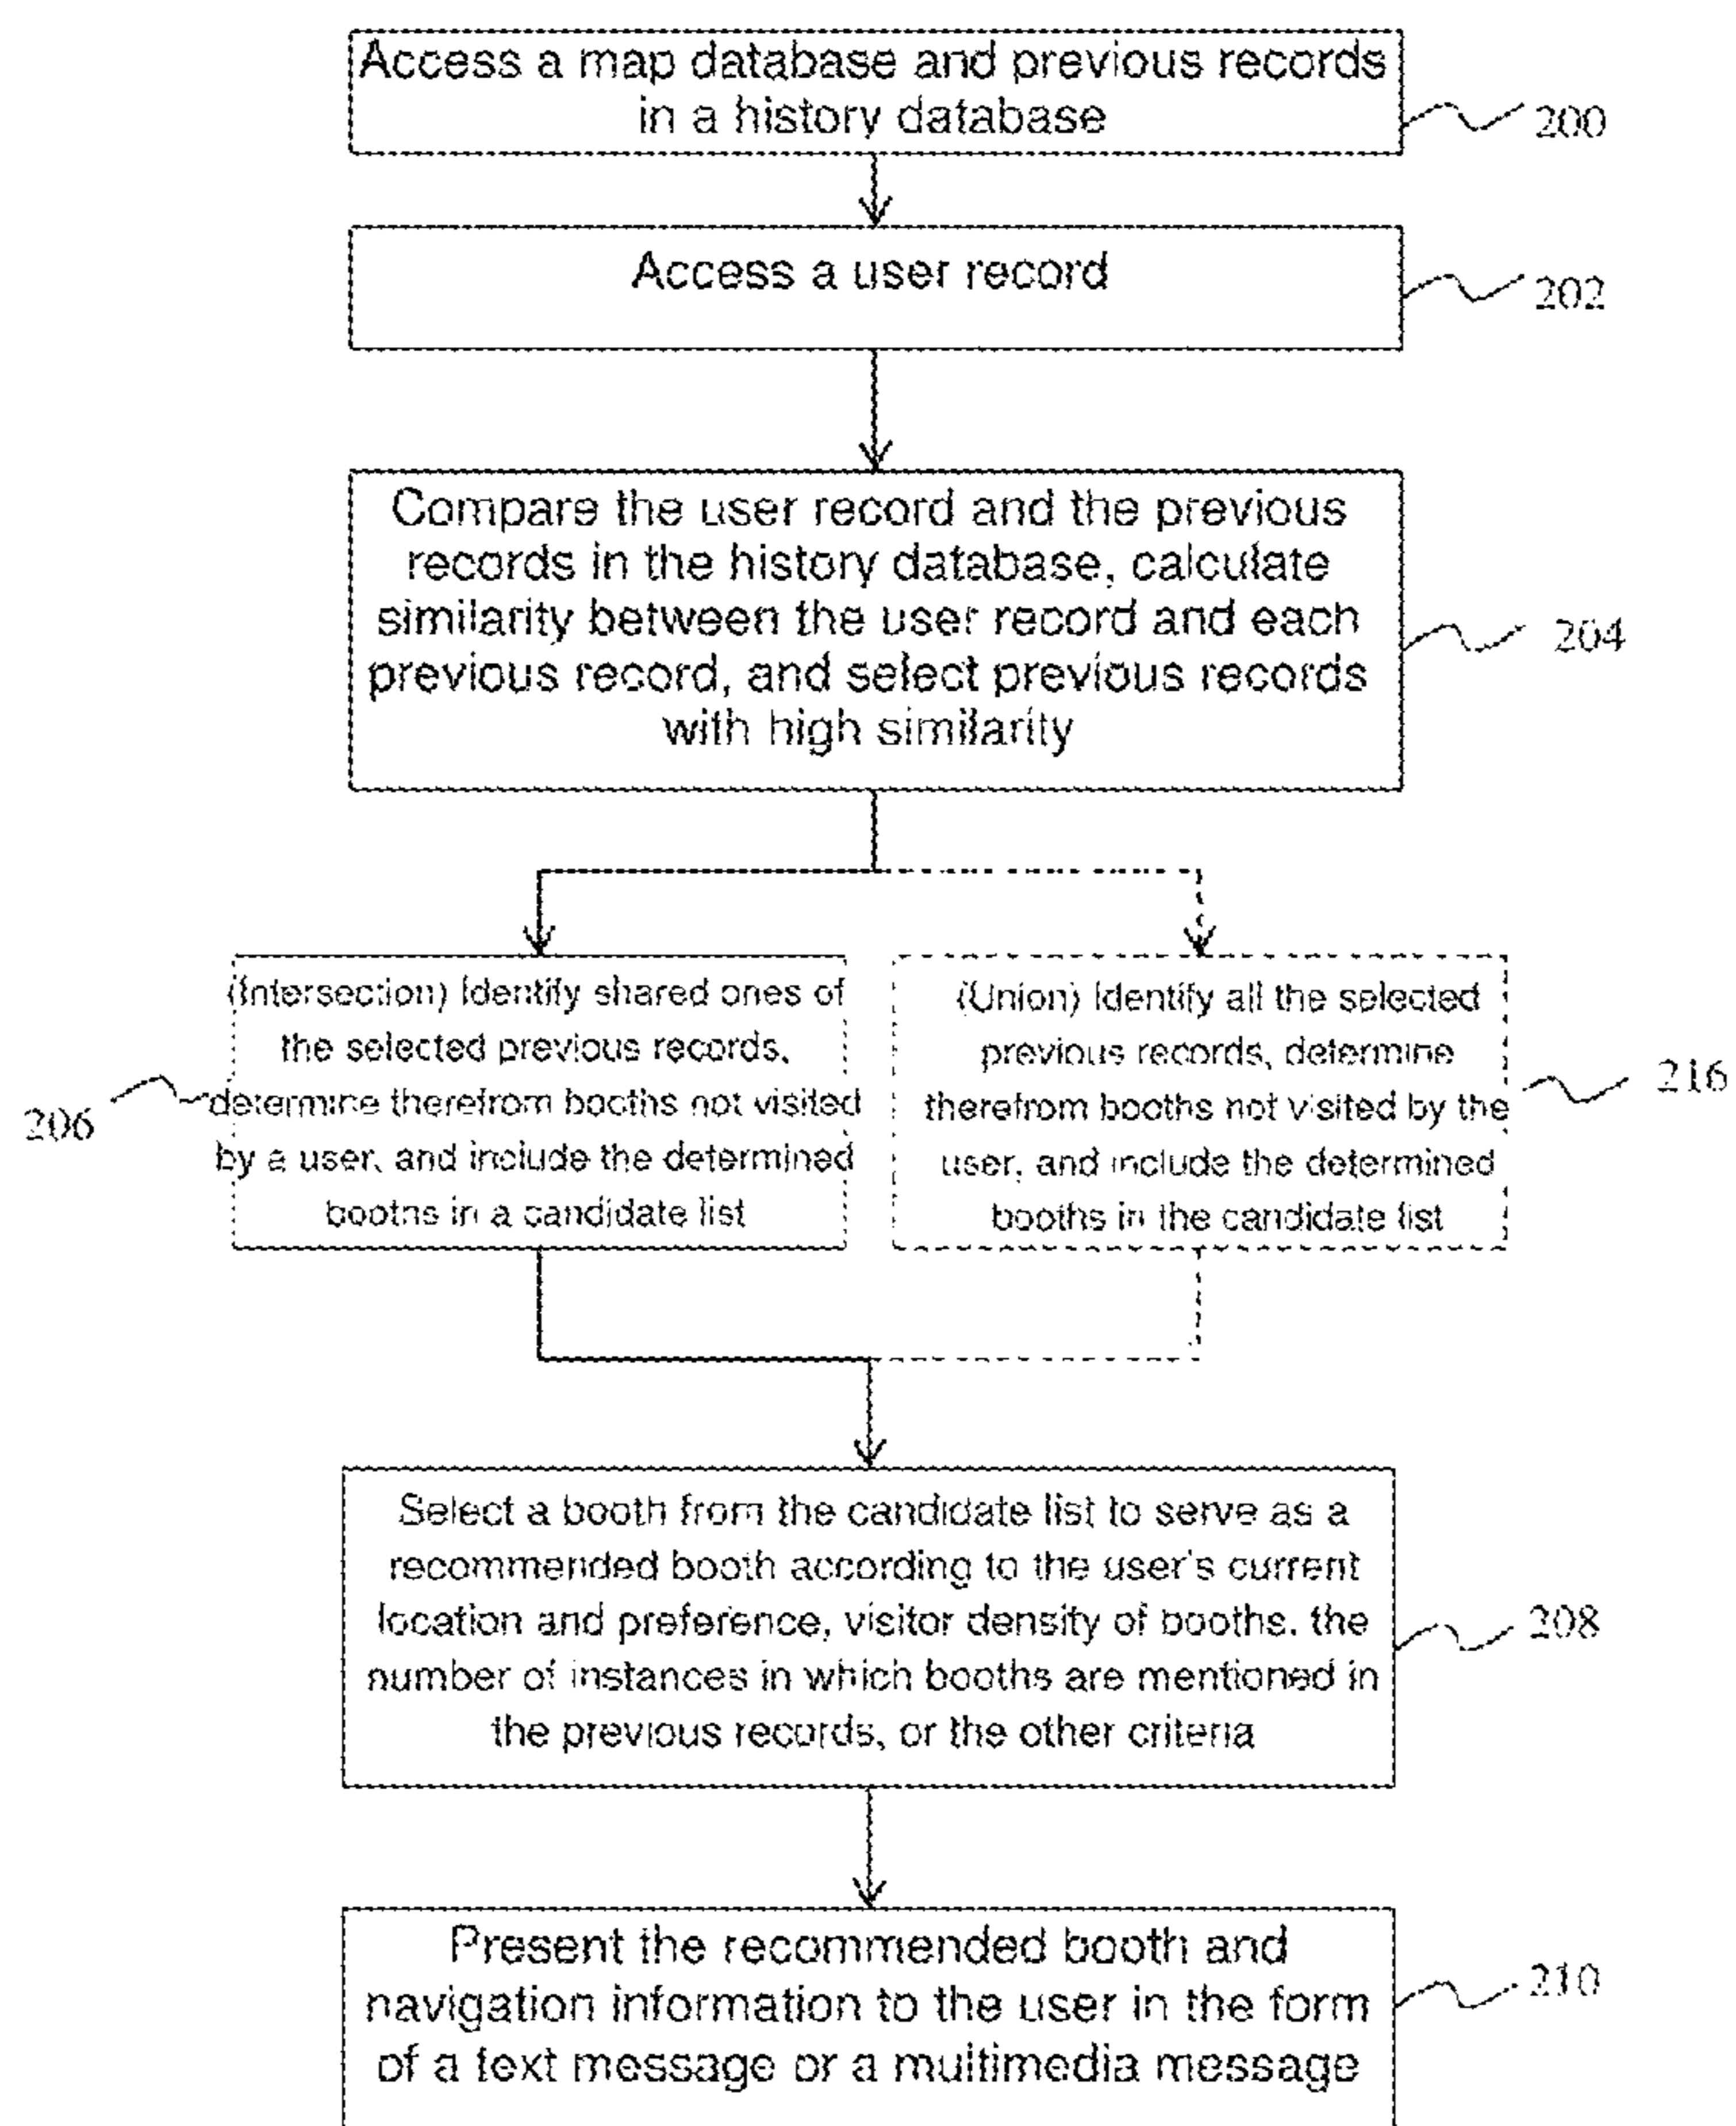 Access a map database and previous records
in a history database
200
Access a user record
202
Compare the user record and the previous
records in the history database, calculate
similarity between the user record and each
previous record, and select previous records
with high similarity
204
(Intersection) Identify shared ones of
the selected previous records,
determine therefrom booths not visited
by a user, and include the determined
booths in a candidate list
206
(Union) Identify all the selected
previous records, determine
therefrom booths not visited by the
user, and include the determined
booths in the candidate list
216
Select a booth from the candidate list to serve as a
recommended booth according to the user's current
location and preference, visitor density of booths, the
number of instances in which booths are mentioned in
the previous records, or the other criteria
208
Present the recommended booth and
navigation information to the user in the form
of a text message or a multimedia message
210